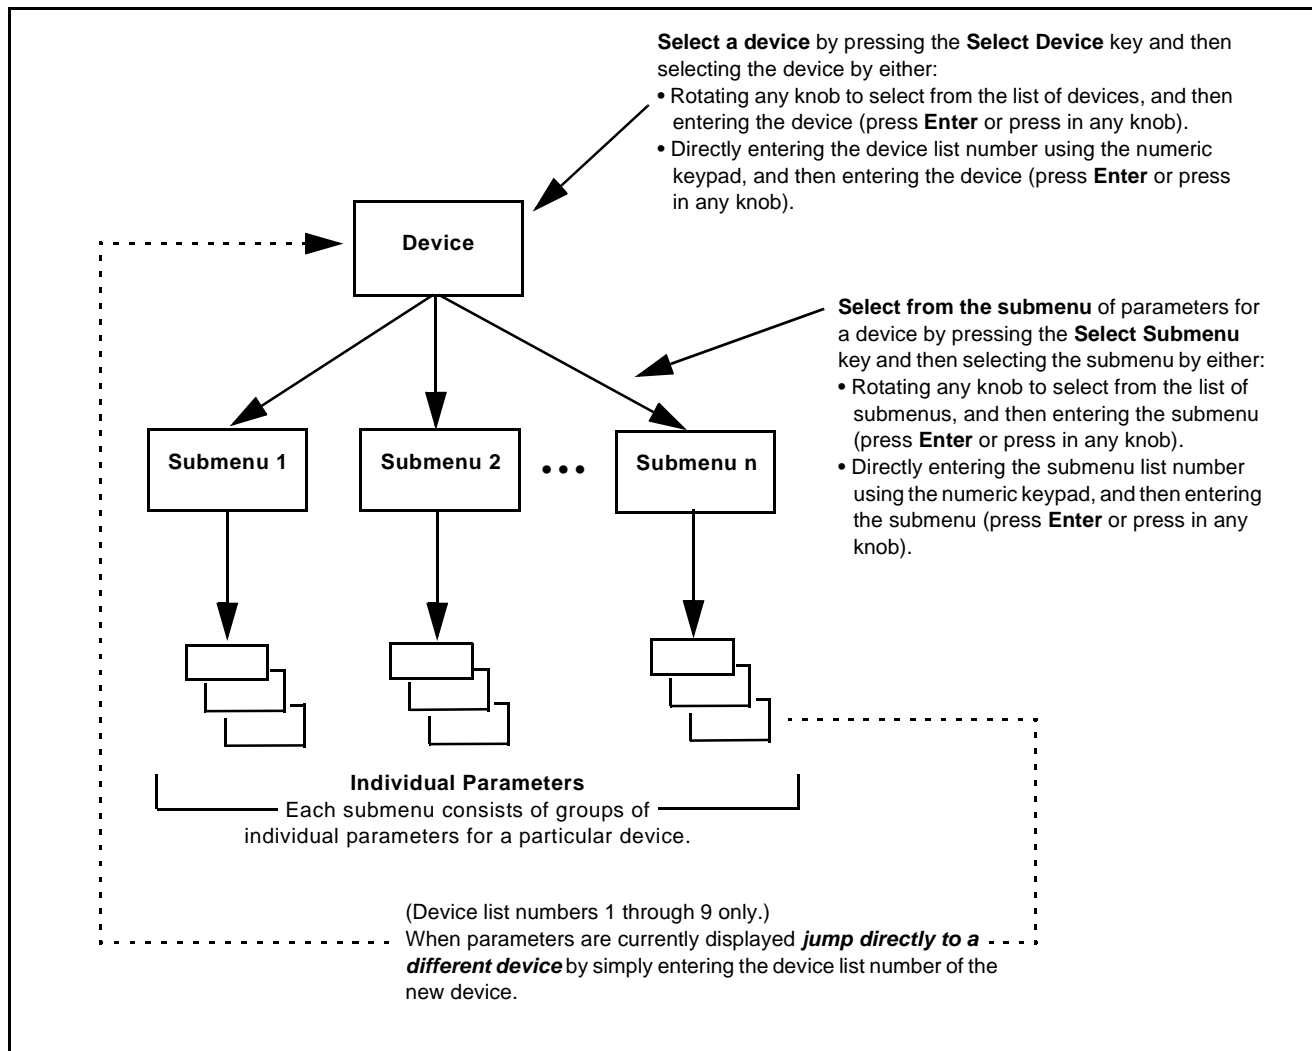 Select a device by pressing the Select Device key and then
selecting the device by either:
• Rotating any knob to select from the list of devices, and then
entering the device (press Enter or press in any knob).
• Directly entering the device list number using the numeric
keypad, and then entering the device (press Enter or press
in any knob).
Device
Select from the submenu of parameters for
a device by pressing the Select Submenu
key and then selecting the submenu by either:
• Rotating any knob to select from the list of
submenus, and then entering the submenu
(press Enter or press in any knob).
• Directly entering the submenu list number
using the numeric keypad, and then entering
the submenu (press Enter or press in any
knob).
Submenu 1
Submenu 2
•••
Submenu n
Individual Parameters
Each submenu consists of groups of
individual parameters for a particular device.
(Device list numbers 1 through 9 only.)
When parameters are currently displayed jump directly to a
different device by simply entering the device list number of the
new device.